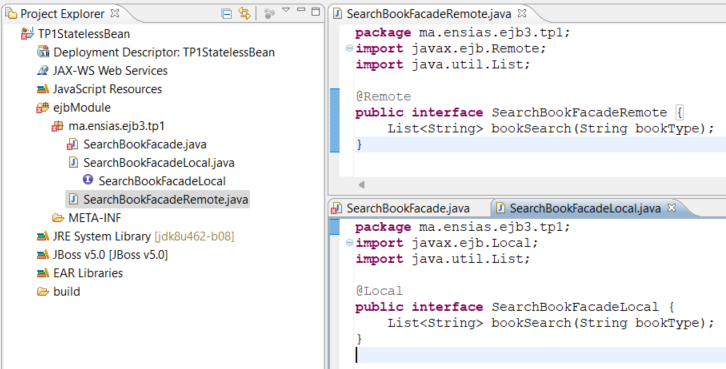 Project Explorer
TP1StatelessBean
Deployment Descriptor: TP1StatelessBean
JAX-WS Web Services
JavaScript Resources
ejbModule
ma.ensias.ejb3.tp1
SearchBookFacade.java
SearchBookFacadeLocal.java
SearchBookFacadeLocal
SearchBookFacadeRemote.java
META-INF
JRE System Library [jdk8u462-b08]
JBoss v5.0 [JBoss v5.0]
EAR Libraries
build
SearchBookFacadeRemote.java
package ma.ensias.ejb3.tp1;
import javax.ejb.Remote;
import java.util.List;
@Remote
public interface SearchBookFacadeRemote {
List<String> bookSearch(String bookType);
}
SearchBookFacade.java SearchBookFacadeLocal.java
package ma.ensias.ejb3.tp1;
import javax.ejb.Local;
import java.util.List;
@Local
public interface SearchBookFacadeLocal {
List<String> bookSearch(String bookType);
}